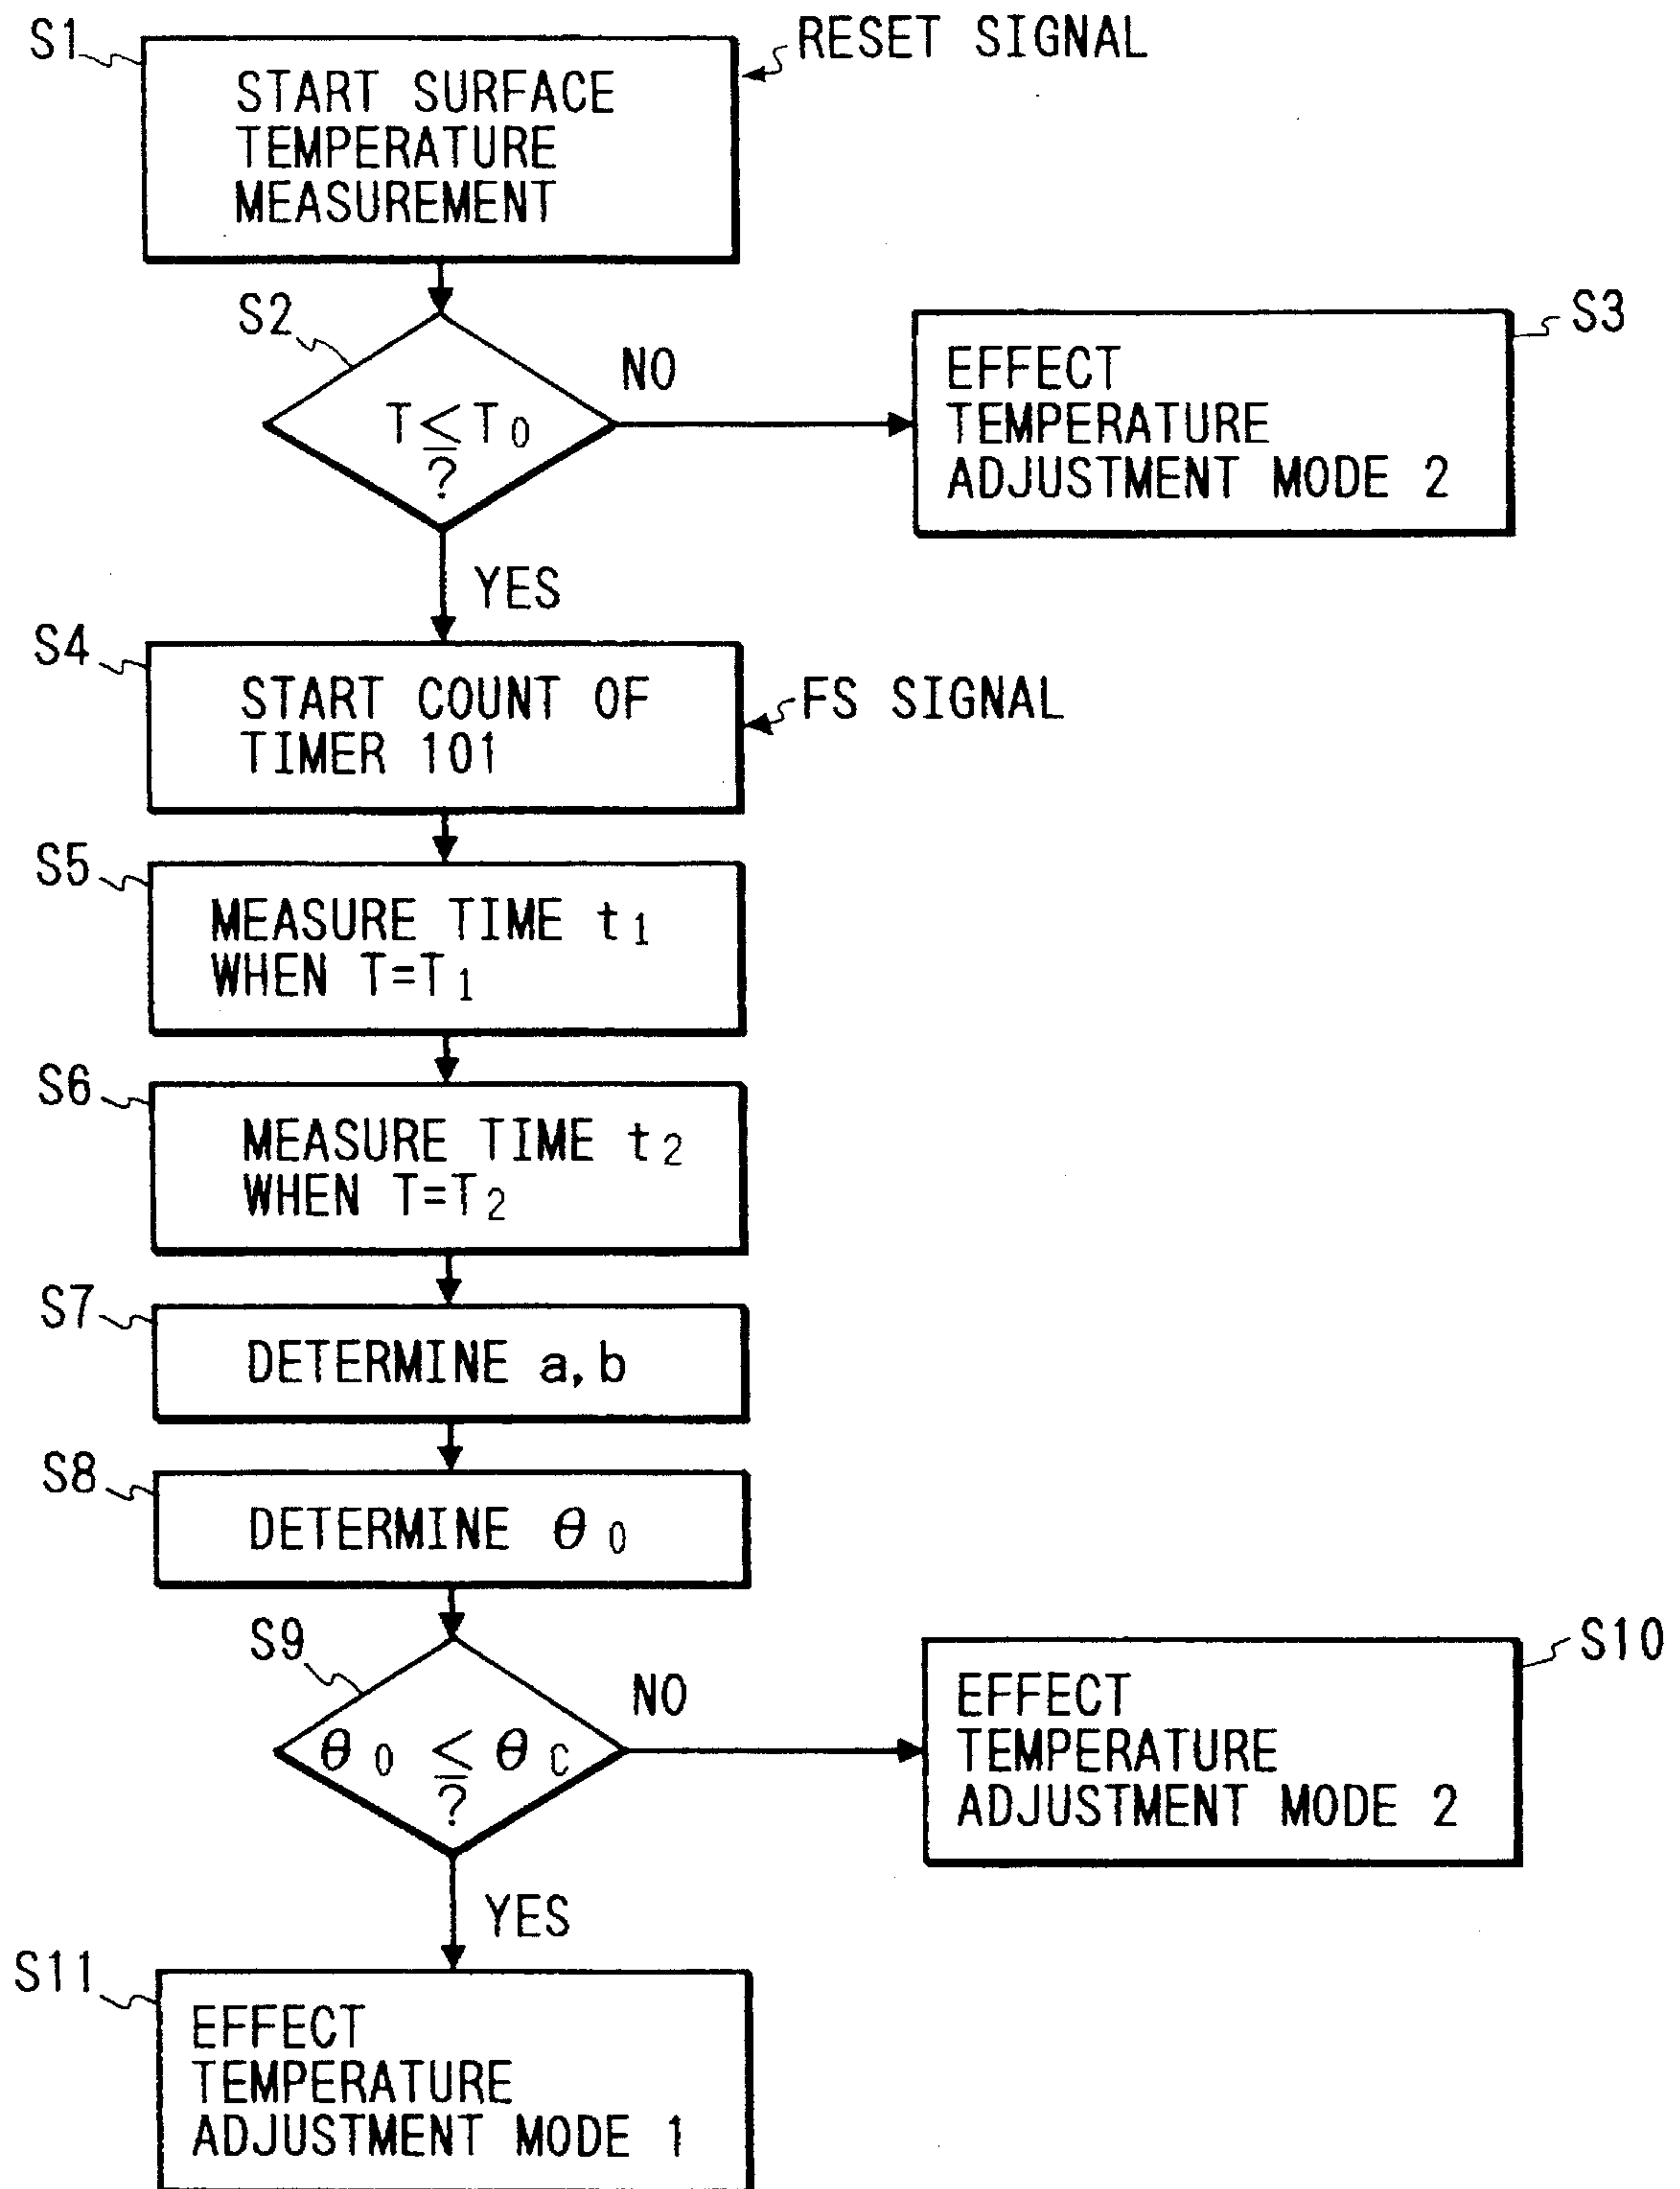 S1
RESET SIGNAL
START SURFACE
TEMPERATURE
MEASUREMENT
S2
T ≤ T0
?
NO
S3
EFFECT
TEMPERATURE
ADJUSTMENT MODE 2
YES
S4
START COUNT OF
TIMER 101
FS SIGNAL
S5
MEASURE TIME t1
WHEN T=T1
S6
MEASURE TIME t2
WHEN T=T2
S7
DETERMINE a,b
S8
DETERMINE θ0
S9
θ0 ≤ θC
?
NO
S10
EFFECT
TEMPERATURE
ADJUSTMENT MODE 2
YES
S11
EFFECT
TEMPERATURE
ADJUSTMENT MODE 1